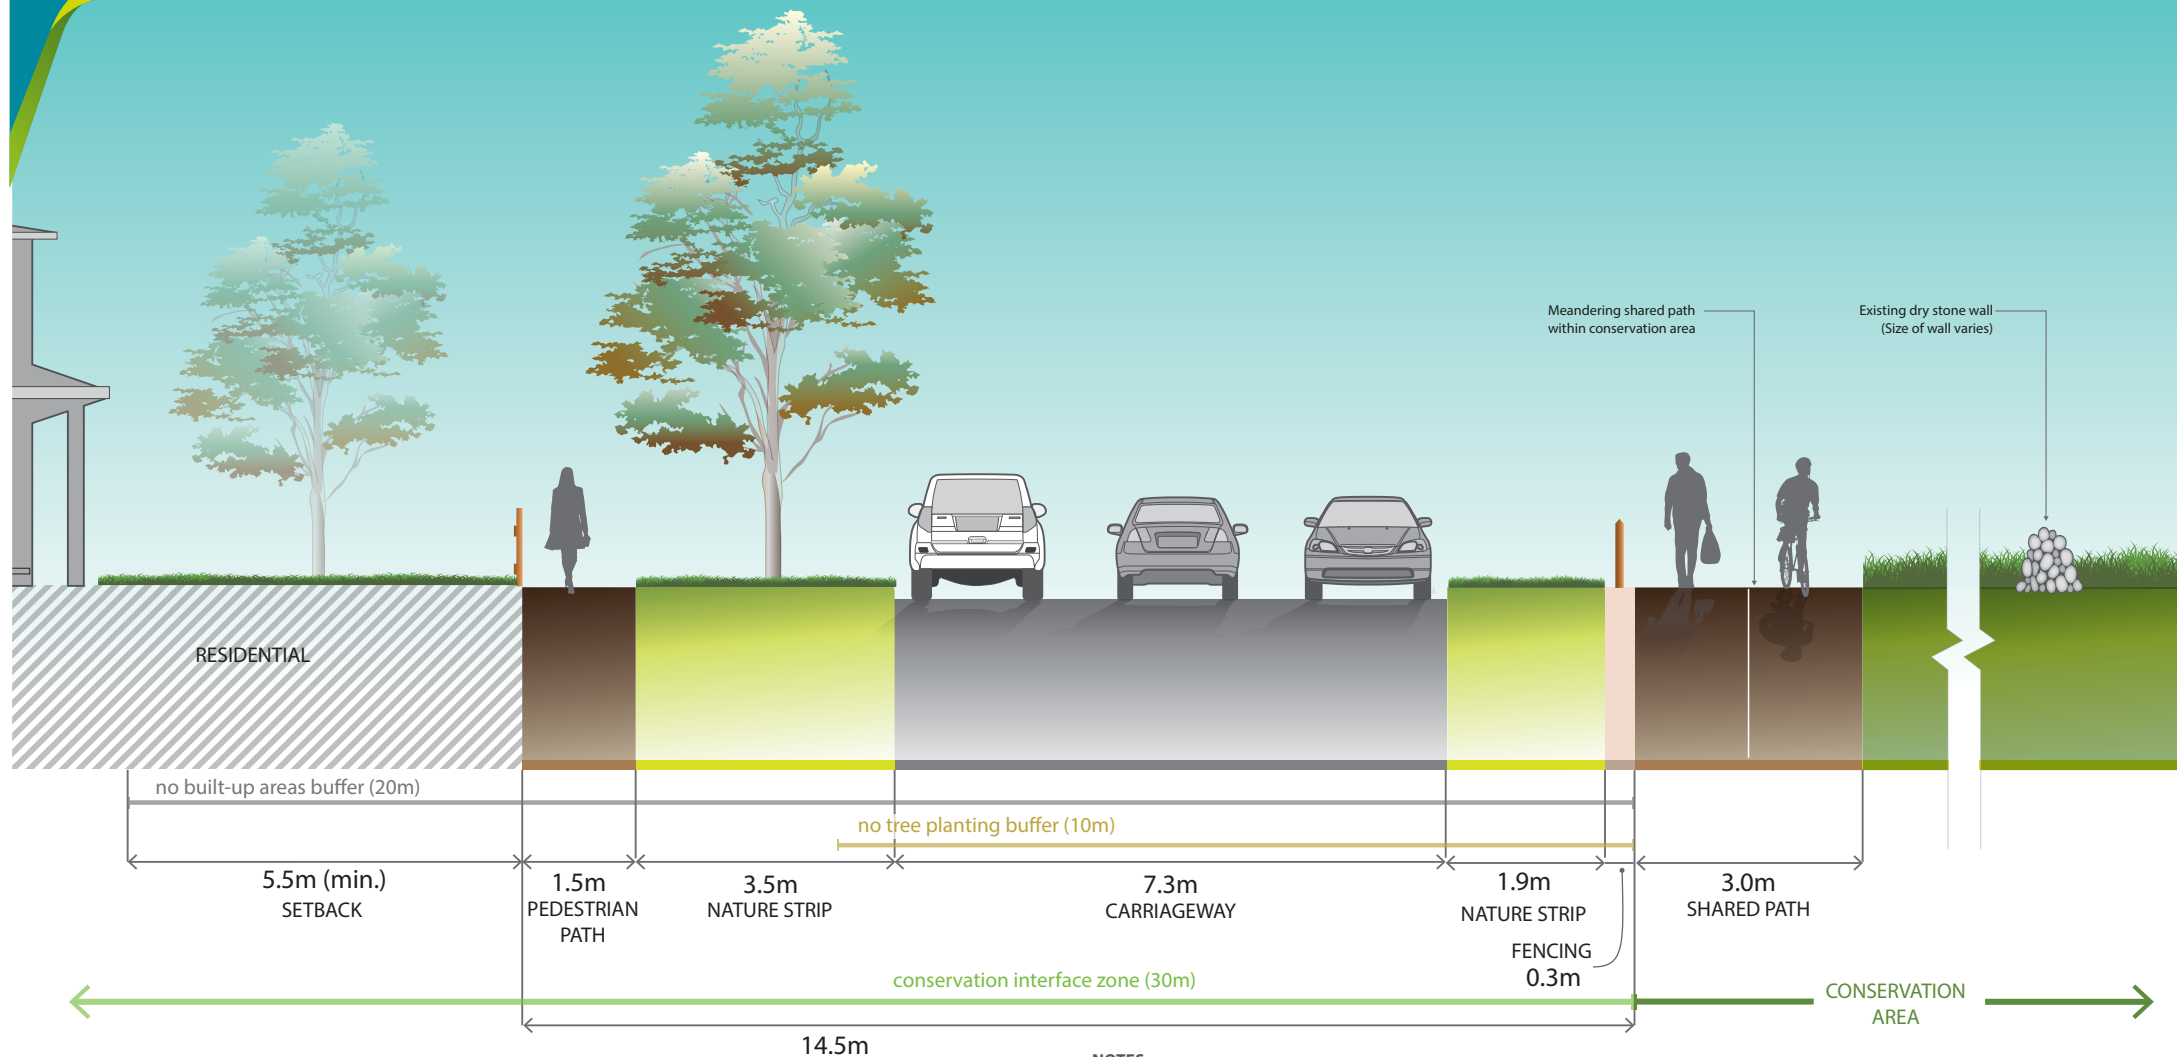 Meandering shared path
within conservation area
Existing dry stone wall
(Size of wall varies)
RESIDENTIAL
no built-up areas buffer (20m)
no tree planting buffer (10m)
5.5m (min.)
SETBACK
1.5m
PEDESTRIAN
PATH
3.5m
NATURE STRIP
7.3m
CARRIAGEWAY
1.9m
NATURE STRIP
FENCING
0.3m
3.0m
SHARED PATH
conservation interface zone (30m)
CONSERVATION
AREA
14.5m
NOTES